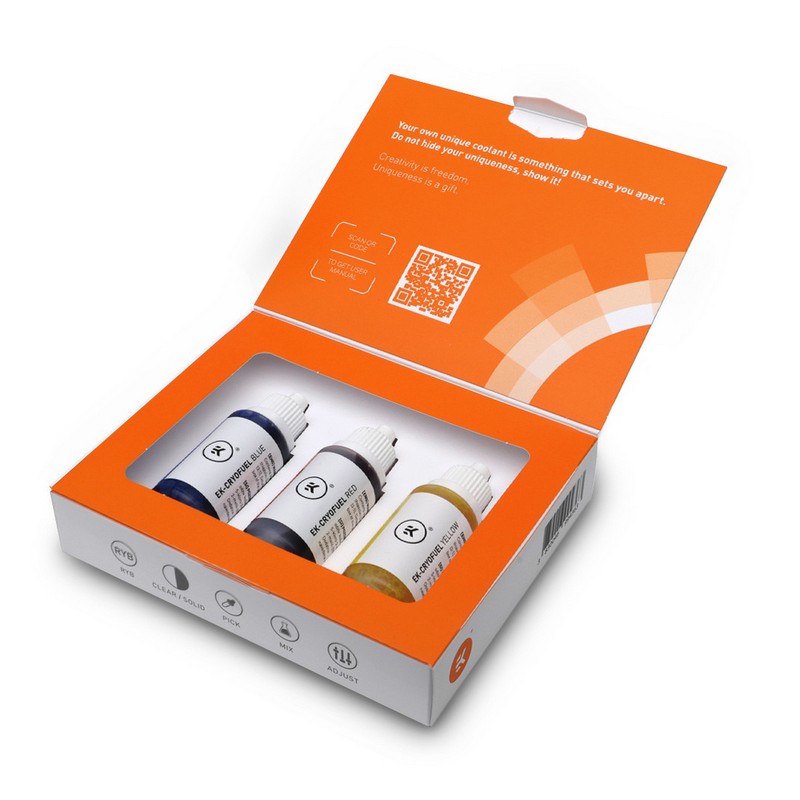 Your own unique coolant is something that sets you apart.
Do not hide your uniqueness, show it!
Creativity is freedom.
Uniqueness is a gift.
SCAN QR
CODE
TO GET USER
MANUAL
EK-CRYOFUEL BLUE
EK-CRYOFUEL RED
EK-CRYOFUEL YELLOW
RYB
RYB
CLEAR / SOLID
PICK
MIX
ADJUST